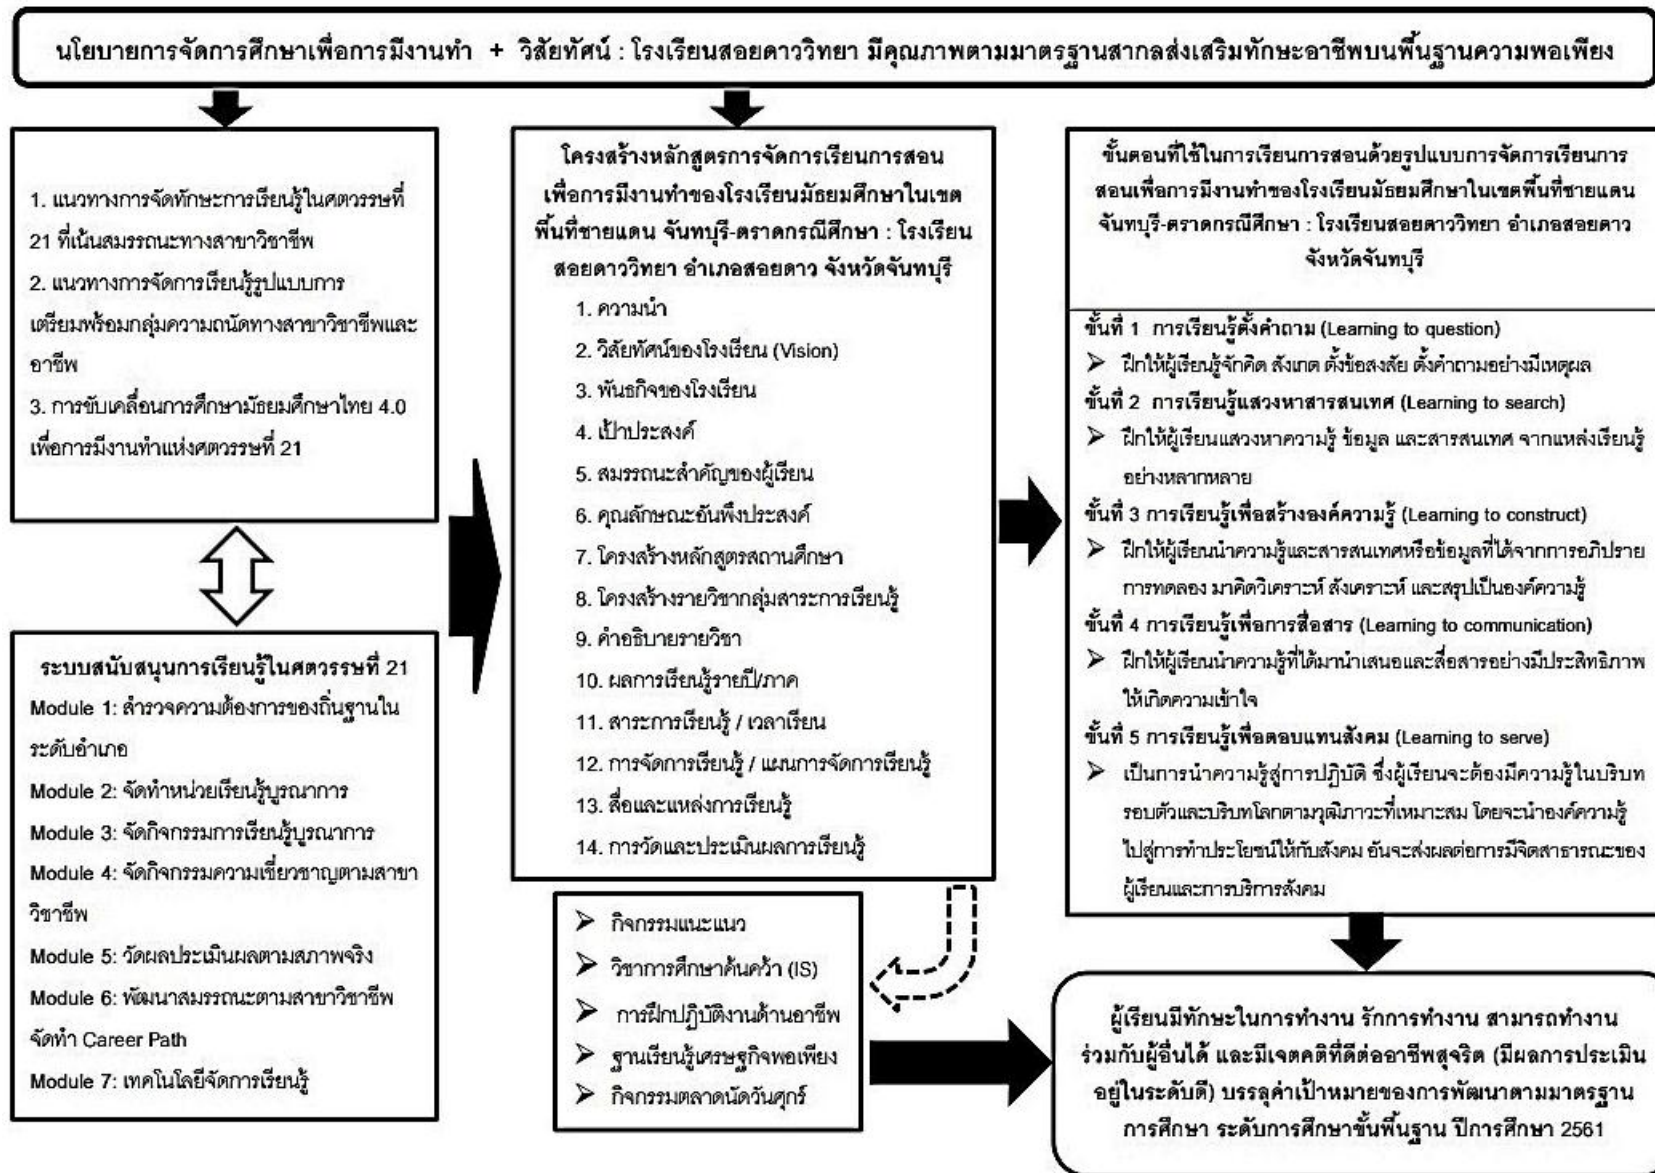 นโยบายการจัดการศึกษาเพื่อการมีงานทำ + วิสัยทัศน์ : โรงเรียนสอยดาววิทยา มีคุณภาพตามมาตรฐานสากลส่งเสริมทักษะอาชีพบนพื้นฐานความพอเพียง
1. แนวทางการจัดทักษะการเรียนรู้ในศตวรรษที่
21 ที่เน้นสมรรถนะทางสาขาวิชาชีพ
2. แนวทางการจัดการเรียนรู้รูปแบบการ
เตรียมพร้อมกลุ่มความถนัดทางสาขาวิชาชีพและ
อาชีพ
3. การขับเคลื่อนการศึกษามัธยมศึกษาไทย 4.0
เพื่อการมีงานทำแห่งศตวรรษที่ 21
ระบบสนับสนุนการเรียนรู้ในศตวรรษที่ 21
Module 1: สำรวจความต้องการของถิ่นฐานใน
ระดับอำเภอ
Module 2: จัดทำหน่วยเรียนรู้บูรณาการ
Module 3: จัดกิจกรรมการเรียนรู้บูรณาการ
Module 4: จัดกิจกรรมความเชี่ยวชาญตามสาขา
วิชาชีพ
Module 5: วัดผลประเมินผลตามสภาพจริง
Module 6: พัฒนาสมรรถนะตามสาขาวิชาชีพ
จัดทำ Career Path
Module 7: เทคโนโลยีจัดการเรียนรู้
โครงสร้างหลักสูตรการจัดการเรียนการสอน
เพื่อการมีงานทำของโรงเรียนมัธยมศึกษาในเขต
พื้นที่ชายแดน จันทบุรี-ตราดกรณีศึกษา : โรงเรียน
สอยดาววิทยา อำเภอสอยดาว จังหวัดจันทบุรี
1. ความนำ
2. วิสัยทัศน์ของโรงเรียน (Vision)
3. พันธกิจของโรงเรียน
4. เป้าประสงค์
5. สมรรถนะสำคัญของผู้เรียน
6. คุณลักษณะอันพึงประสงค์
7. โครงสร้างหลักสูตรสถานศึกษา
8. โครงสร้างรายวิชากลุ่มสาระการเรียนรู้
9. คำอธิบายรายวิชา
10. ผลการเรียนรู้รายปี/ภาค
11. สาระการเรียนรู้ / เวลาเรียน
12. การจัดการเรียนรู้ / แผนการจัดการเรียนรู้
13. สื่อและแหล่งการเรียนรู้
14. การวัดและประเมินผลการเรียนรู้
➢ กิจกรรมแนะแนว
➢ วิชาการศึกษาค้นคว้า (IS)
➢ การฝึกปฏิบัติงานด้านอาชีพ
➢ ฐานเรียนรู้เศรษฐกิจพอเพียง
➢ กิจกรรมตลาดนัดวันศุกร์
ขั้นตอนที่ใช้ในการเรียนการสอนด้วยรูปแบบการจัดการเรียนการ
สอนเพื่อการมีงานทำของโรงเรียนมัธยมศึกษาในเขตพื้นที่ชายแดน
จันทบุรี-ตราดกรณีศึกษา : โรงเรียนสอยดาววิทยา อำเภอสอยดาว
จังหวัดจันทบุรี
ขั้นที่ 1 การเรียนรู้ตั้งคำถาม (Learning to question)
➢ ฝึกให้ผู้เรียนรู้จักคิด สังเกต ตั้งข้อสงสัย ตั้งคำถามอย่างมีเหตุผล
ขั้นที่ 2 การเรียนรู้แสวงหาสารสนเทศ (Learning to search)
➢ ฝึกให้ผู้เรียนแสวงหาความรู้ ข้อมูล และสารสนเทศ จากแหล่งเรียนรู้
อย่างหลากหลาย
ขั้นที่ 3 การเรียนรู้เพื่อสร้างองค์ความรู้ (Learning to construct)
➢ ฝึกให้ผู้เรียนนำความรู้และสารสนเทศหรือข้อมูลที่ได้จากการอภิปราย
การทดลอง มาคิดวิเคราะห์ สังเคราะห์ และสรุปเป็นองค์ความรู้
ขั้นที่ 4 การเรียนรู้เพื่อการสื่อสาร (Learning to communication)
➢ ฝึกให้ผู้เรียนนำความรู้ที่ได้มานำเสนอและสื่อสารอย่างมีประสิทธิภาพ
ให้เกิดความเข้าใจ
ขั้นที่ 5 การเรียนรู้เพื่อตอบแทนสังคม (Learning to serve)
➢ เป็นการนำความรู้สู่การปฏิบัติ ซึ่งผู้เรียนจะต้องมีความรู้ในบริบท
รอบตัวและบริบทโลกตามวุฒิภาวะที่เหมาะสม โดยจะนำองค์ความรู้
ไปสู่การทำประโยชน์ให้กับสังคม อันจะส่งผลต่อการมีจิตสาธารณะของ
ผู้เรียนและการบริการสังคม
ผู้เรียนมีทักษะในการทำงาน รักการทำงาน สามารถทำงาน
ร่วมกับผู้อื่นได้ และมีเจตคติที่ดีต่ออาชีพสุจริต (มีผลการประเมิน
อยู่ในระดับดี) บรรลุค่าเป้าหมายของการพัฒนาตามมาตรฐาน
การศึกษา ระดับการศึกษาขั้นพื้นฐาน ปีการศึกษา 2561